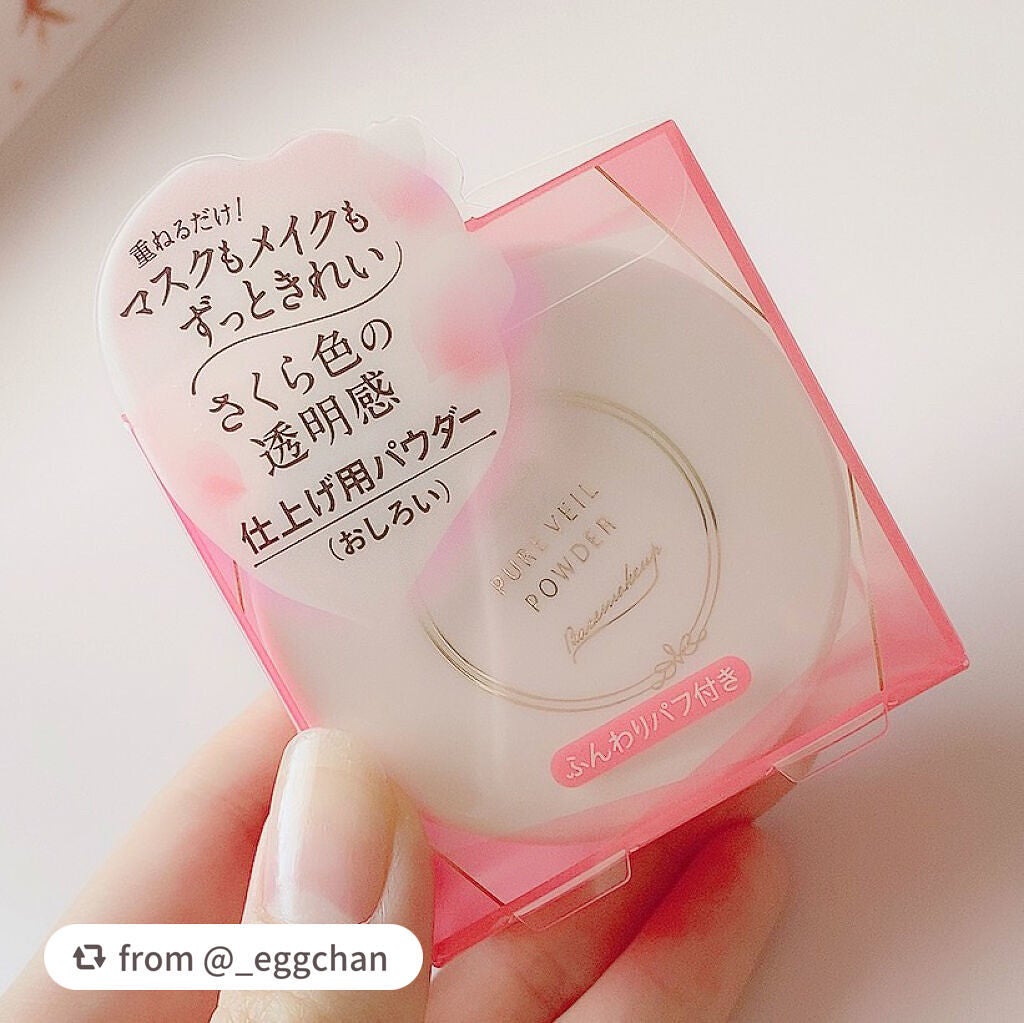 重ねるだけ!
マスクもメイクも
ずっときれい
さくら色の
透明感
仕上げ用パウダー
(おしろい)
PURE VEIL
POWDER
ふんわりパフ付き
from @_eggchan